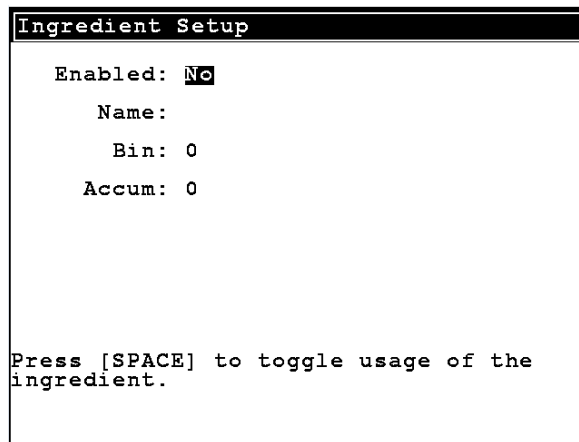 Ingredient Setup
Enabled: No
Name:
Bin: 0
Accum: 0
Press [SPACE] to toggle usage of the
ingredient.